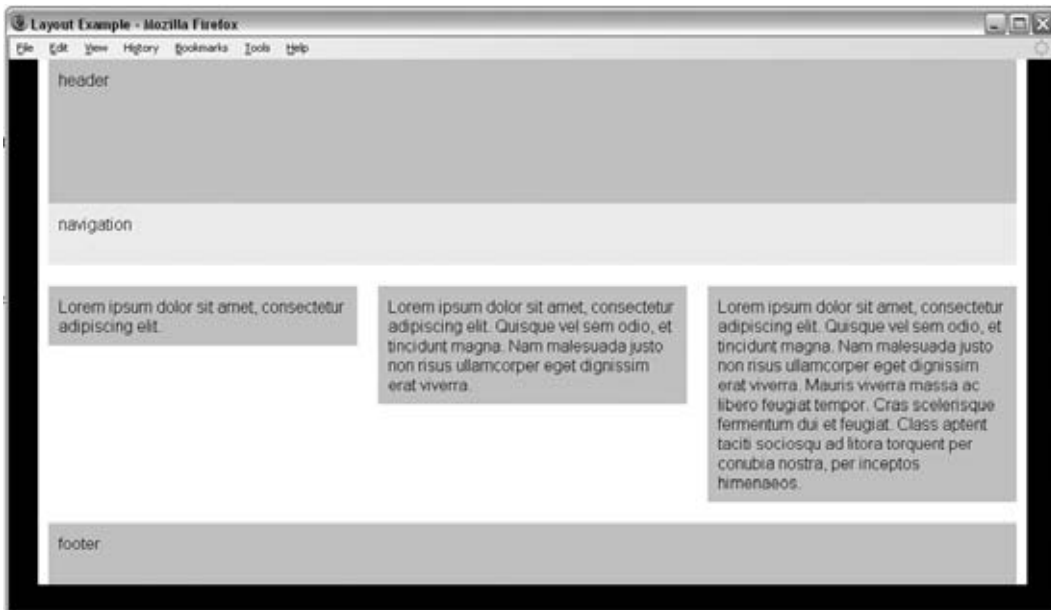 Layout Example - Mozilla Firefox
File Edit View History Bookmarks Tools Help
header
navigation
Lorem ipsum dolor sit amet, consectetur
adipiscing elit.
Lorem ipsum dolor sit amet, consectetur
adipiscing elit. Quisque vel sem odio, et
tincidunt magna. Nam malesuada justo
non risus ullamcorper eget dignissim
erat viverra.
Lorem ipsum dolor sit amet, consectetur
adipiscing elit. Quisque vel sem odio, et
tincidunt magna. Nam malesuada justo
non risus ullamcorper eget dignissim
erat viverra. Mauris viverra massa ac
libero feugiat tempor. Cras scelerisque
fermentum dui et feugiat. Class aptent
taciti sociosqu ad litora torquent per
conubia nostra, per inceptos
himenaeos.
footer